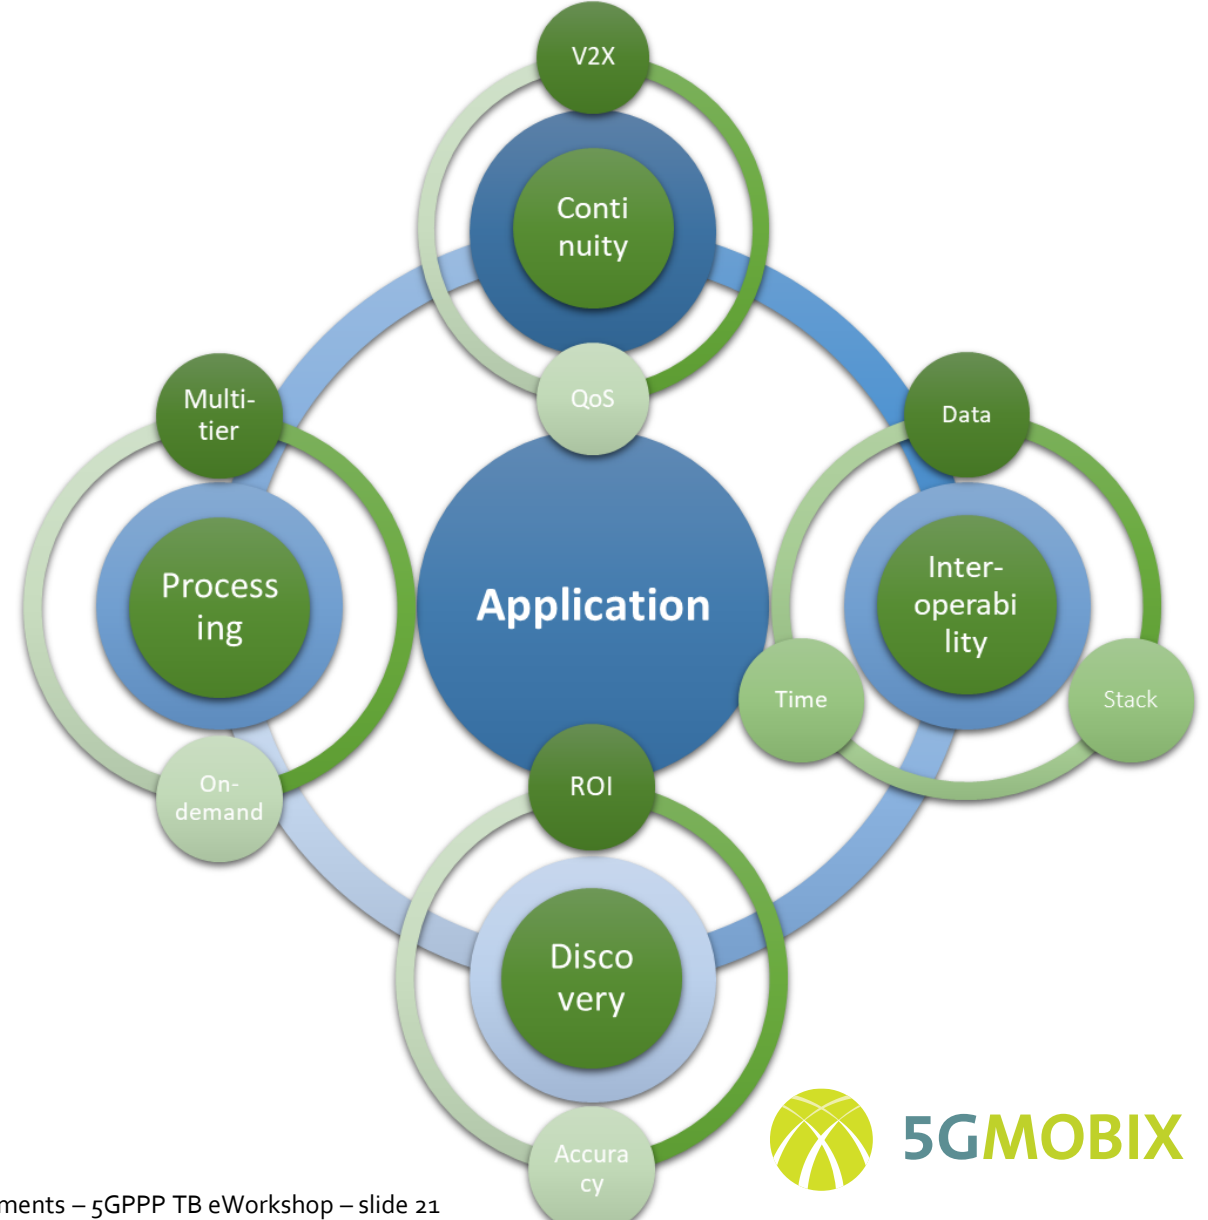 V2X
Conti
nuity
QoS
Multi-
tier
Process
ing
On-
demand
Application
Data
Inter-
operabi
lity
Time
Stack
ROI
Disco
very
Accura
cy
5GMOBIX
ments – 5GPPP TB eWorkshop – slide 21